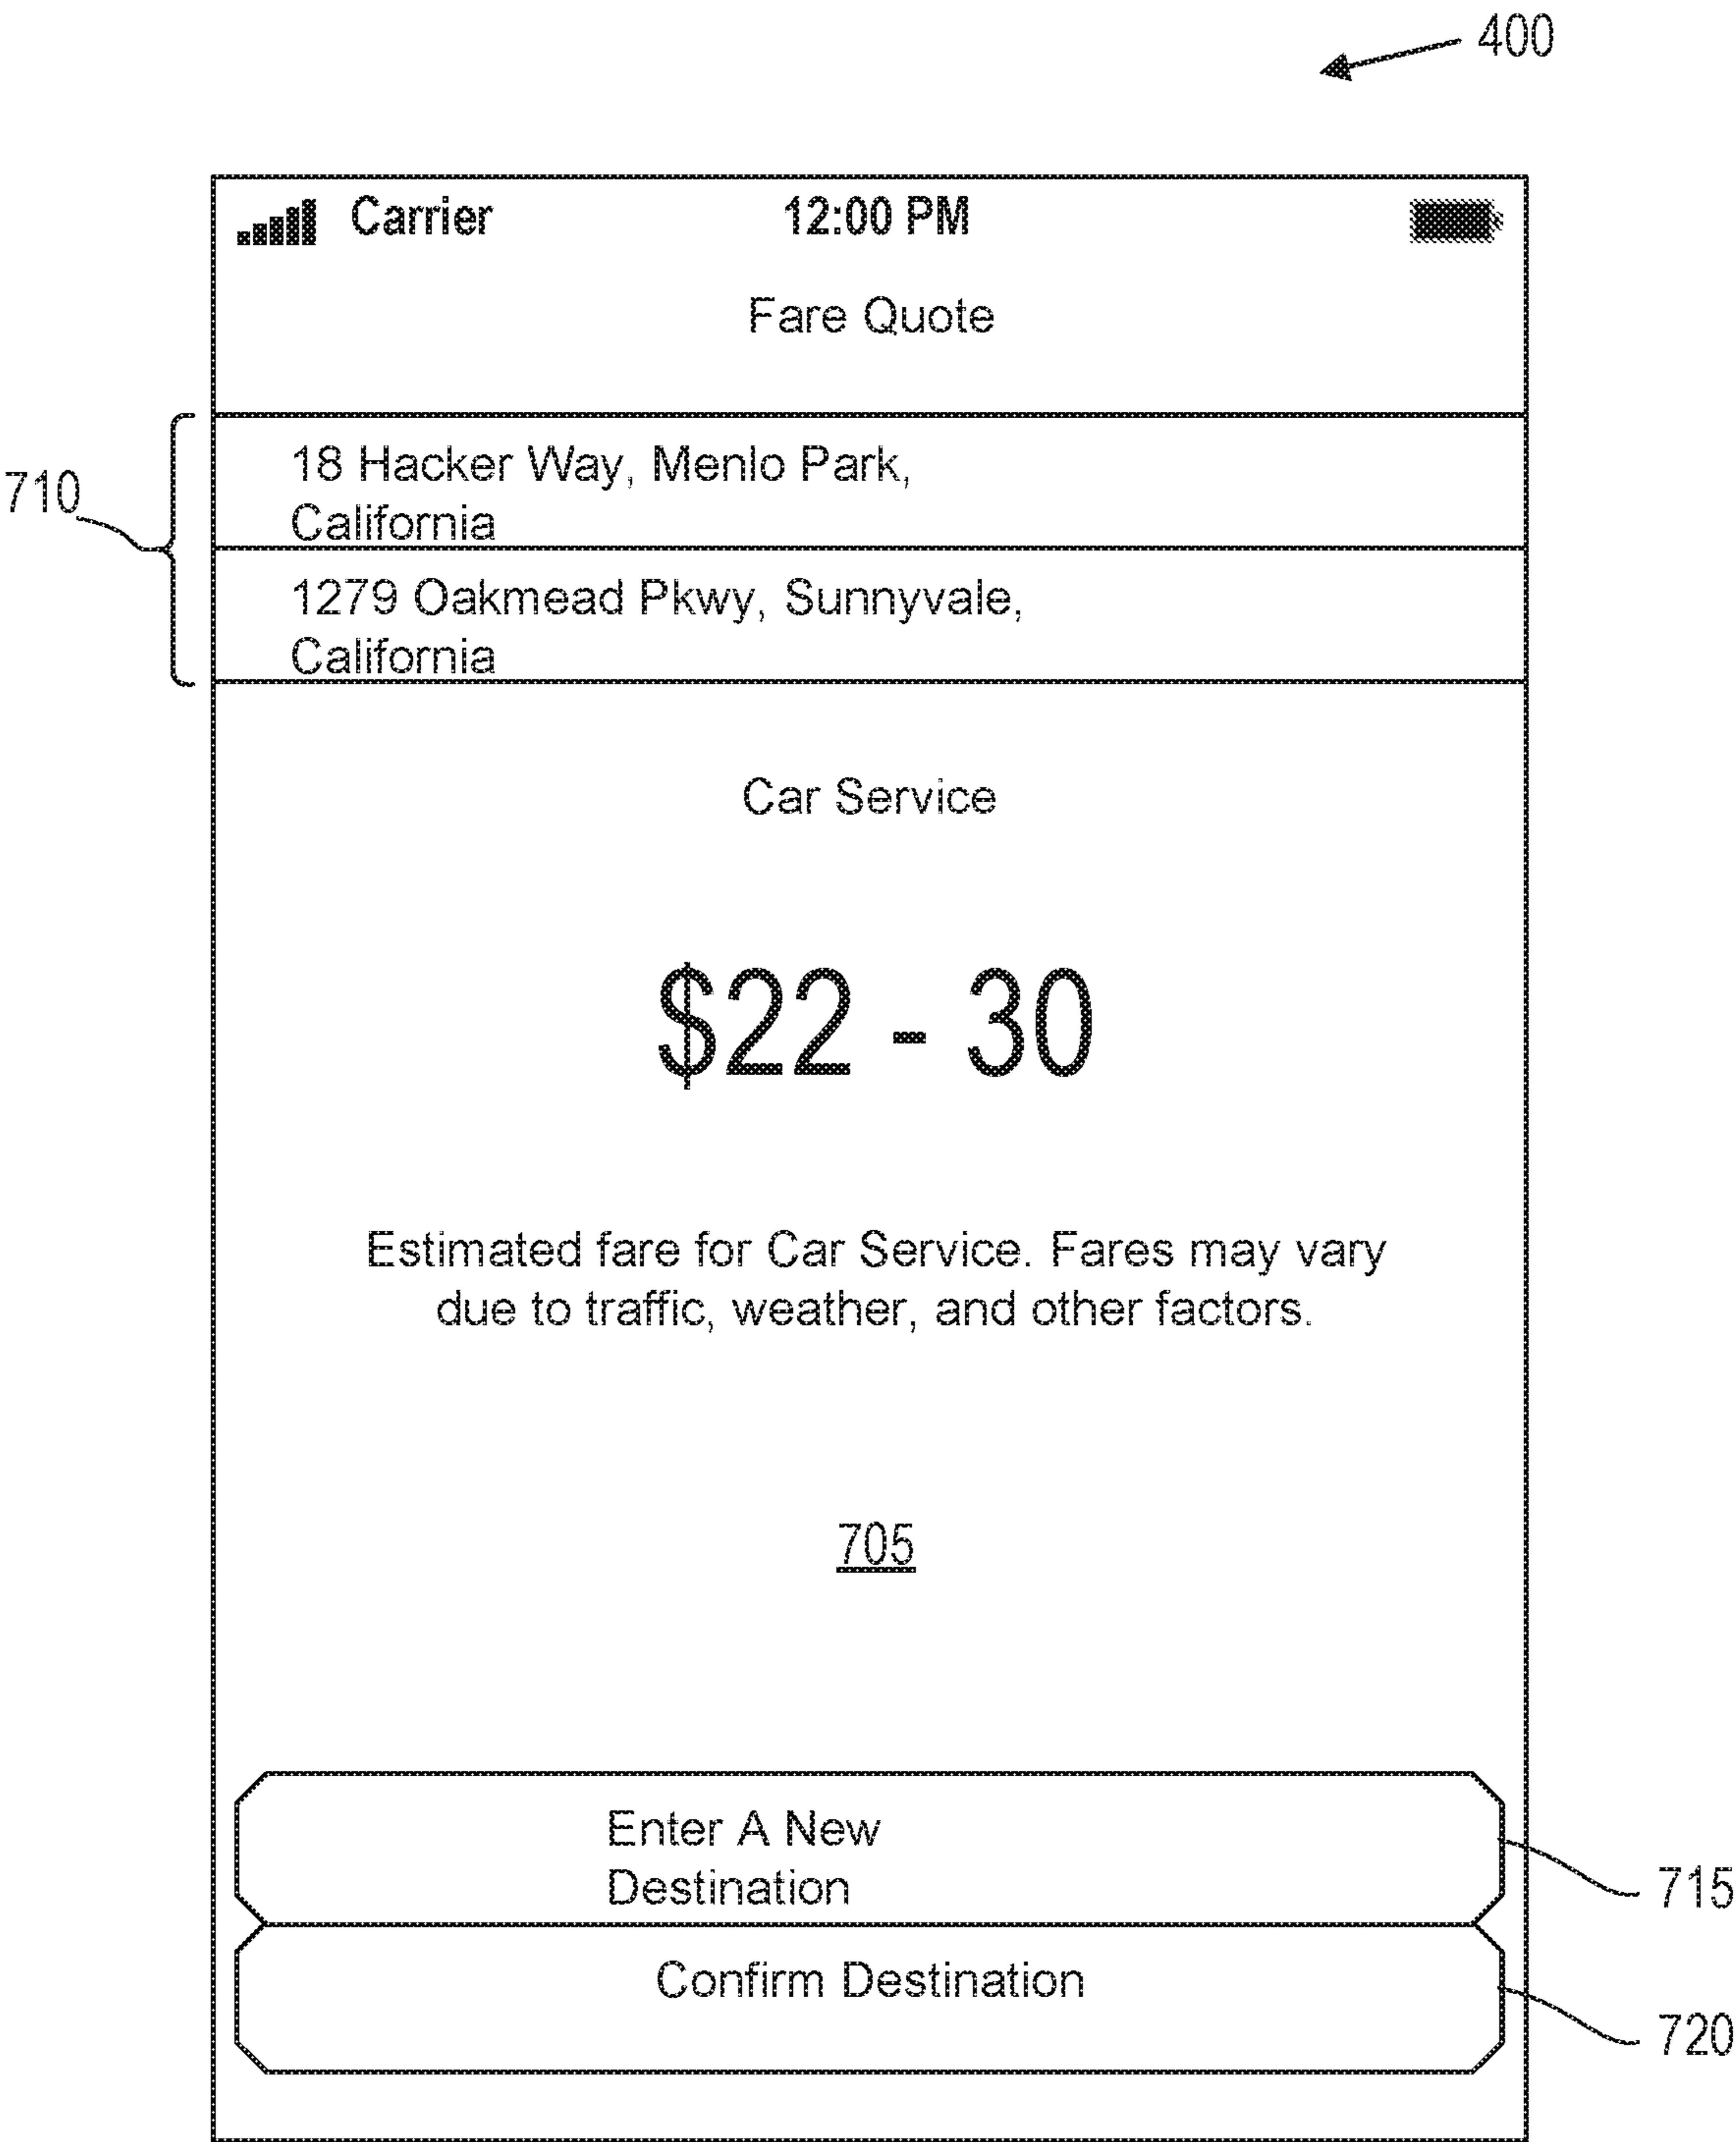 400
Carrier 12:00 PM
Fare Quote
710
18 Hacker Way, Menlo Park,
California
1279 Oakmead Pkwy, Sunnyvale,
California
Car Service
$22 - 30
Estimated fare for Car Service. Fares may vary
due to traffic, weather, and other factors.
705
Enter A New
Destination
715
Confirm Destination
720